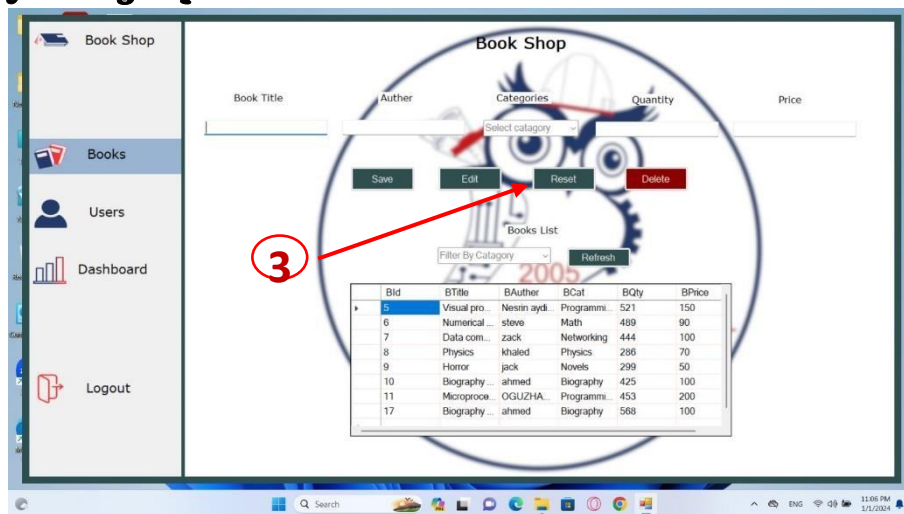 Book Shop
Book Shop
Book Title Auther Categories Quantity Price
Select catagory
Books
Save Edit Reset Delete
Users
Books List
3
Filter By Catagory Refresh
Dashboard
2005
BId BTitle BAuther BCat BQty BPrice
5 Visual pro... Nesrin aydi... Programmi... 521 150
6 Numerical ... steve Math 489 90
7 Data com... zack Networking 444 100
8 Physics khaled Physics 286 70
9 Horror jack Novels 299 50
10 Biography ... ahmed Biography 425 100
11 Microproce... OGUZHA... Programmi... 453 200
17 Biography ... ahmed Biography 568 100
Logout
Search
ENG
11:06 PM
1/1/2024